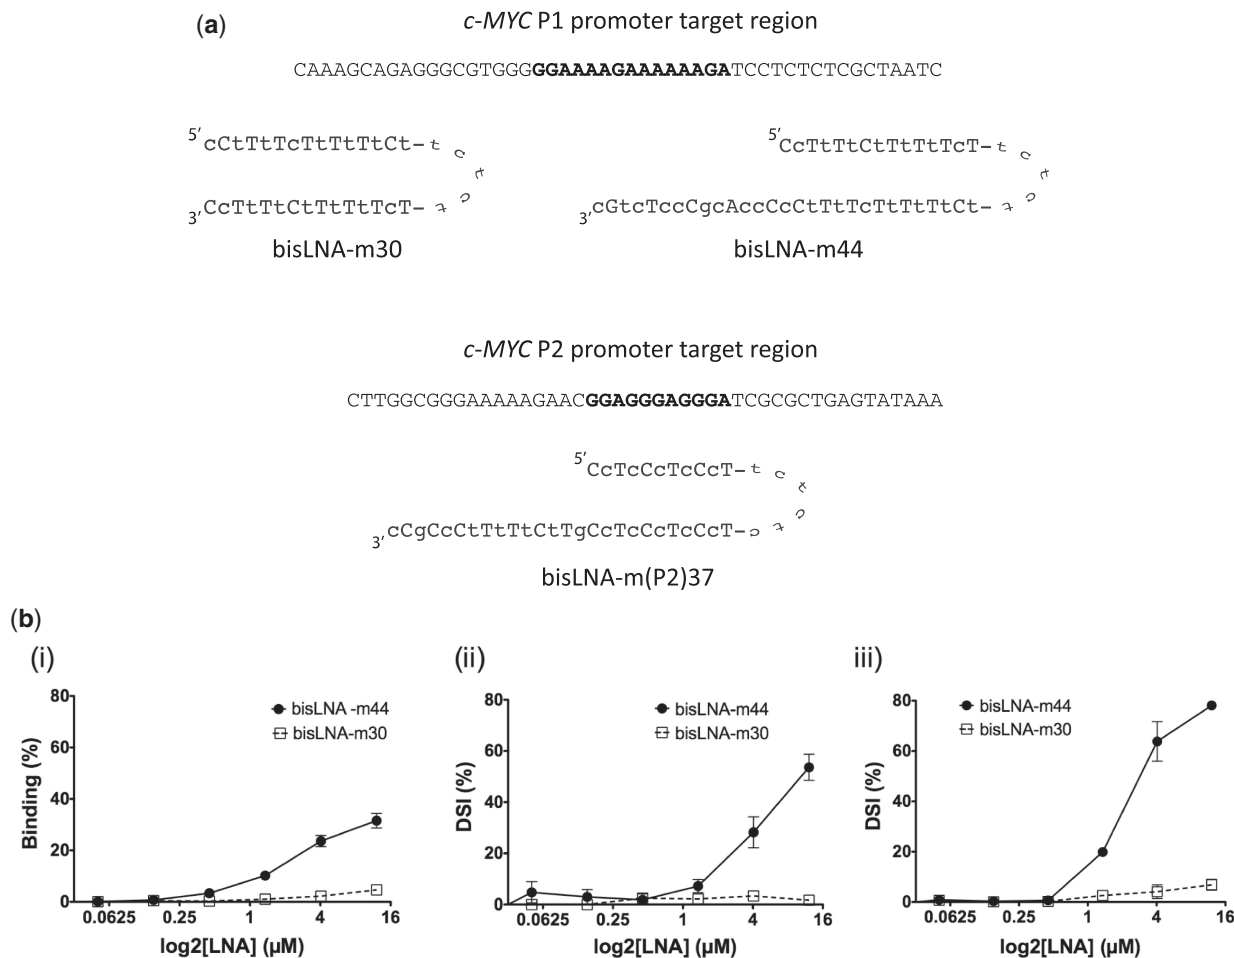 (a)
c-MYC P1 promoter target region
CAAAGCAGAGGGCGTGGGGGAAAAGAAAAAAGATCCTCTCTCGCTAATC
5′cCtTtTcTtTtTtCt-tctct
3′CcTtTtCtTtTtTcT-
bisLNA-m30
5′CcTtTtCtTtTtTcT-tctct
3′cGtcTccCgcAccCcCtTtTcTtTtTtCt-
bisLNA-m44
c-MYC P2 promoter target region
CTTGGCGGGAAAAAGAACGGAGGGAGGGATCGCGCTGAGTATAAA
5′CcTcCcTcCcT-tctctc
3′cCgCcCtTtTtCtTgCcTcCcTcCcT-
bisLNA-m(P2)37
(b)
(i)
Binding (%)
80
60
40
20
0
0.0625 0.25 1 4 16
log2[LNA] (µM)
bisLNA -m44
bisLNA-m30
(ii)
DSI (%)
80
60
40
20
0
0.0625 0.25 1 4 16
log2[LNA] (µM)
bisLNA-m44
bisLNA-m30
iii)
DSI (%)
80
60
40
20
0
0.0625 0.25 1 4 16
log2[LNA] (µM)
bisLNA-m44
bisLNA-m30